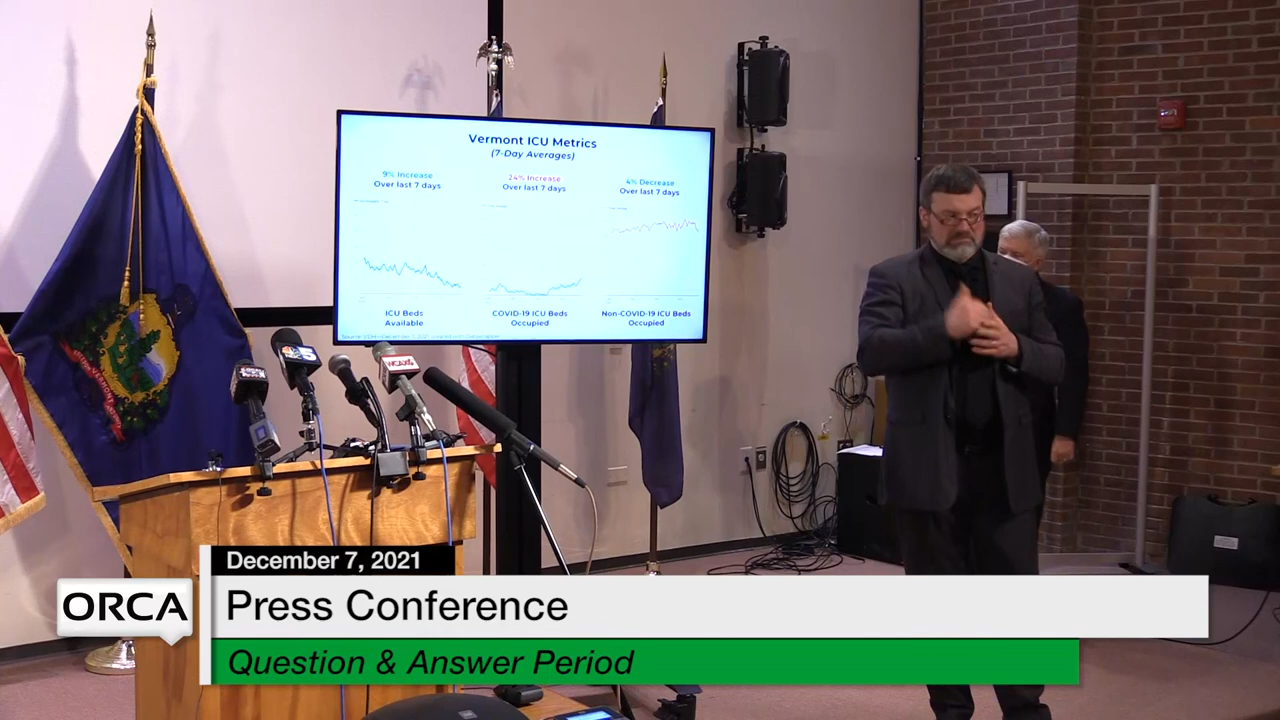 Vermont ICU Metrics
(7-Day Averages)
9% Increase
Over last 7 days
24% Increase
Over last 7 days
4% Decrease
Over last 7 days
ICU Beds
Available
COVID-19 ICU Beds
Occupied
Non-COVID-19 ICU Beds
Occupied
WCAX
5
December 7, 2021
ORCA
Press Conference
Question & Answer Period